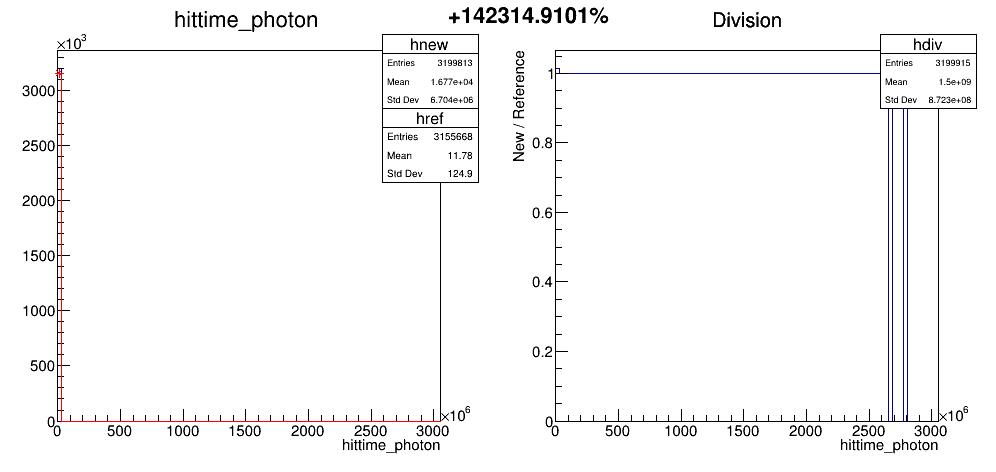 +142314.9101%
hittime_photon
×10³
hnew
Entries 3199813
Mean 1.677e+04
Std Dev 6.704e+06
href
Entries 3155668
Mean 11.78
Std Dev 124.9
3000
2500
2000
1500
1000
500
0
0 500 1000 1500 2000 2500 3000
×10⁶
hittime_photon
Division
hdiv
Entries 3199915
Mean 1.5e+09
Std Dev 8.723e+08
New / Reference
1
0.8
0.6
0.4
0.2
0
0 500 1000 1500 2000 2500 3000
×10⁶
hittime_photon